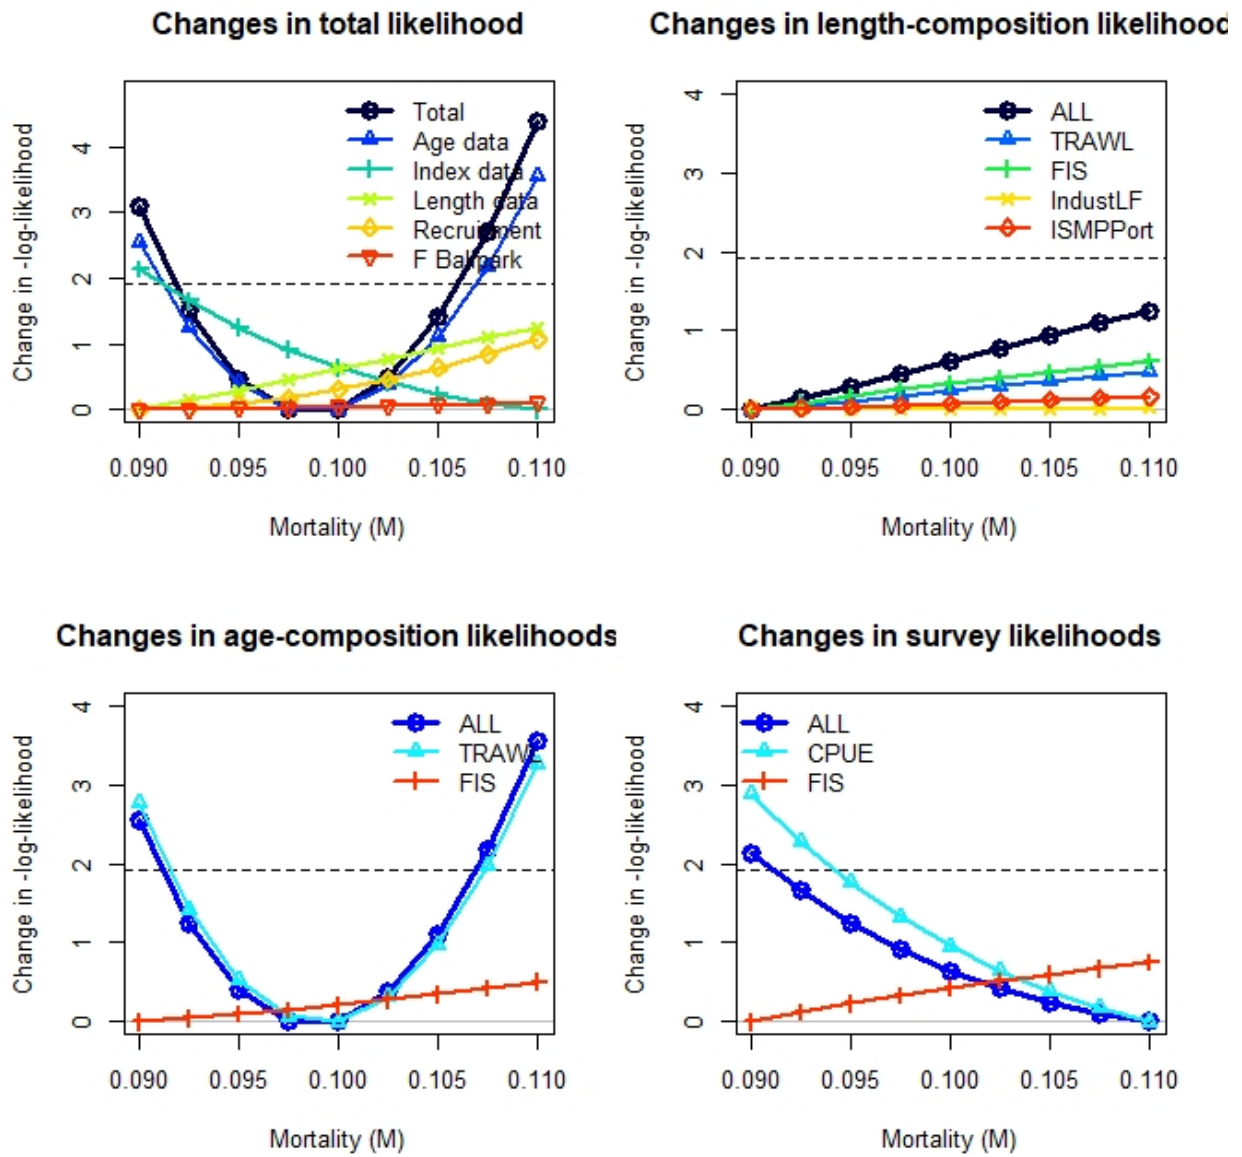 Changes in total likelihood
Change in -log-likelihood
4
3
2
1
0
Total
Age data
Index data
Length data
Recruitment
F Ballpark
0.090 0.095 0.100 0.105 0.110
Mortality (M)
Changes in length-composition likelihood
Change in -log-likelihood
4
3
2
1
0
ALL
TRAWL
FIS
IndustLF
ISMPPort
0.090 0.095 0.100 0.105 0.110
Mortality (M)
Changes in age-composition likelihoods
Change in -log-likelihood
4
3
2
1
0
ALL
TRAWL
FIS
0.090 0.095 0.100 0.105 0.110
Mortality (M)
Changes in survey likelihoods
Change in -log-likelihood
4
3
2
1
0
ALL
CPUE
FIS
0.090 0.095 0.100 0.105 0.110
Mortality (M)